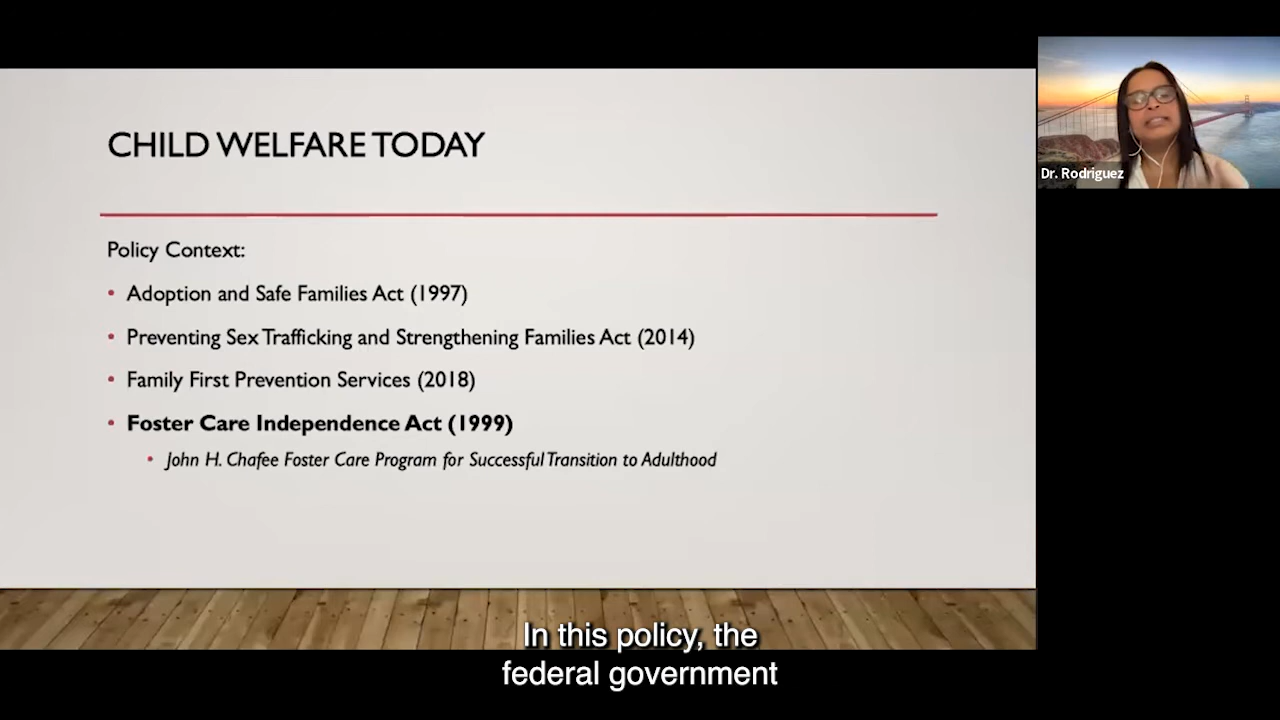 CHILD WELFARE TODAY
Policy Context:
• Adoption and Safe Families Act (1997)
• Preventing Sex Trafficking and Strengthening Families Act (2014)
• Family First Prevention Services (2018)
• Foster Care Independence Act (1999)
• John H. Chafee Foster Care Program for Successful Transition to Adulthood
Dr. Rodriguez
In this policy, the
federal government